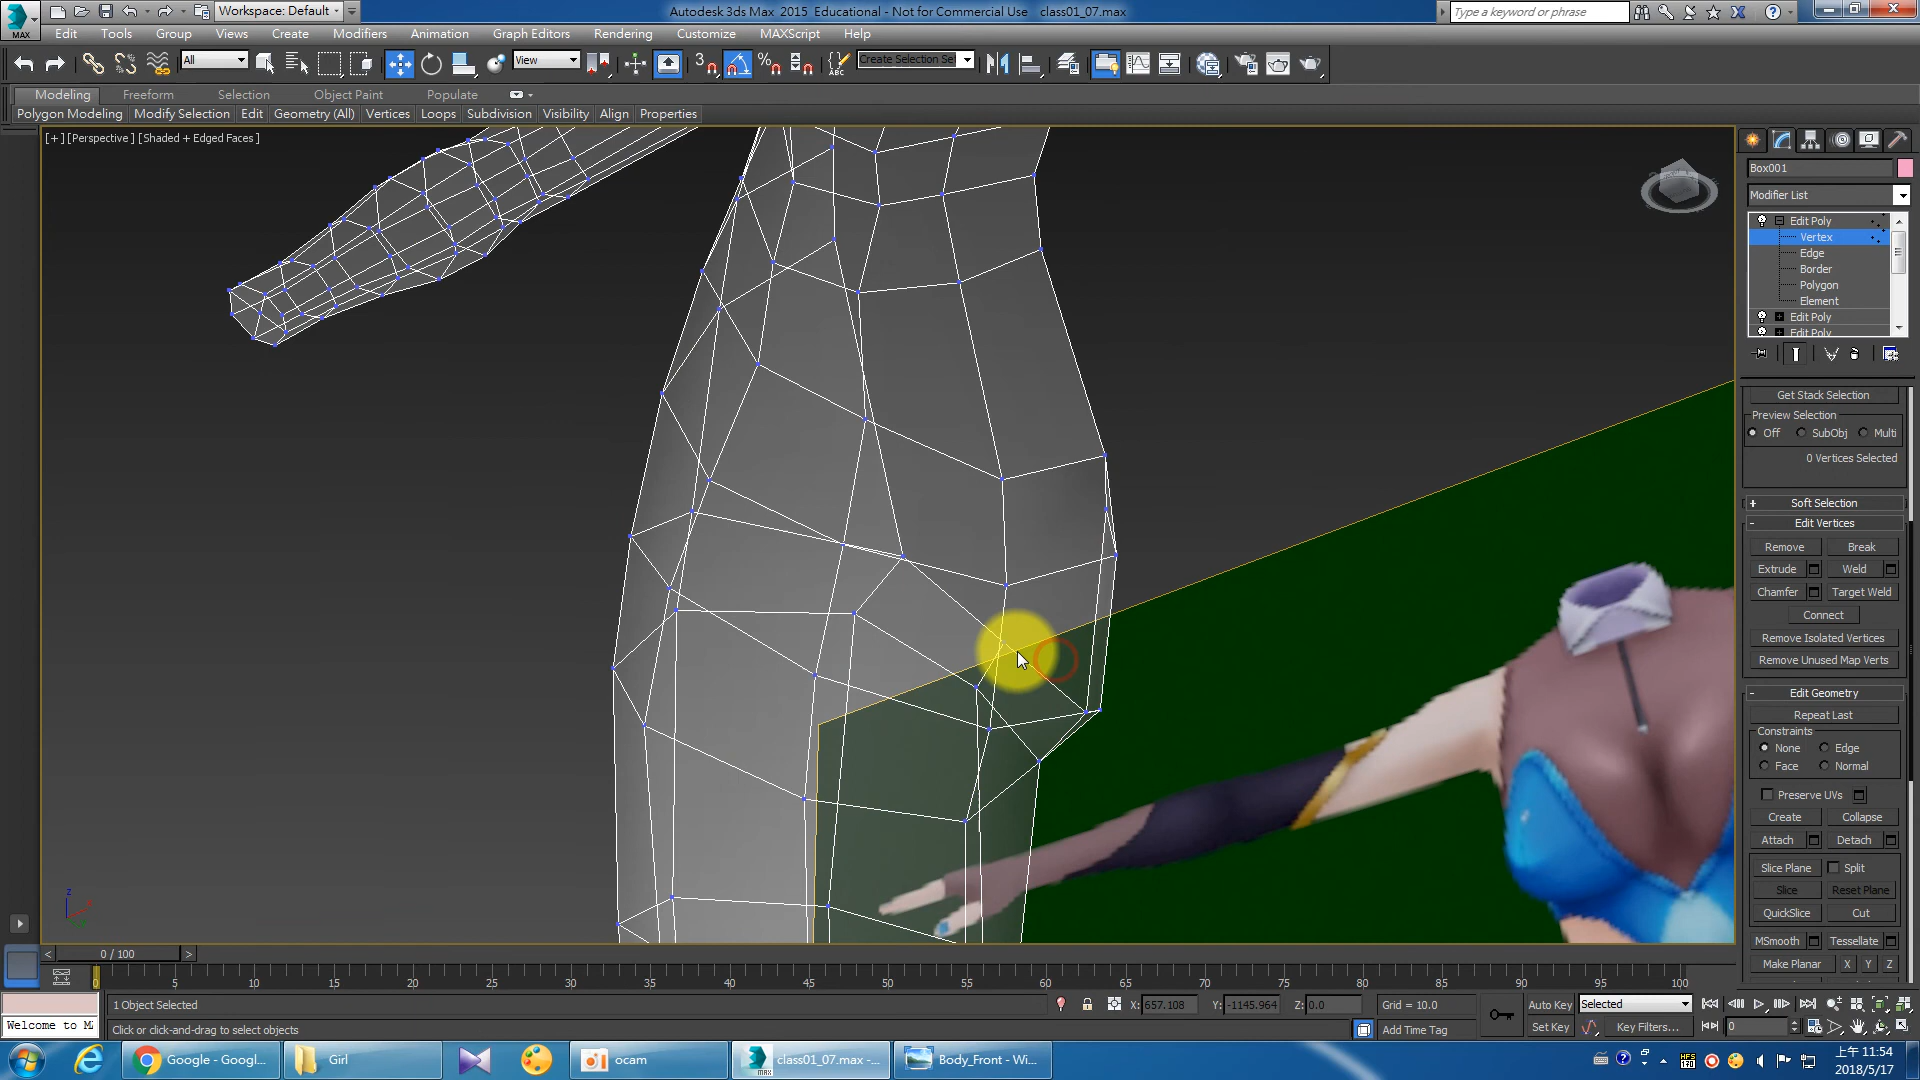 MAX
Workspace: Default
Autodesk 3ds Max 2015 Educational - Not for Commercial Use class01_07.max
Type a keyword or phrase
Edit Tools Group Views Create Modifiers Animation Graph Editors Rendering Customize MAXScript Help
All
View
3
ABC
Create Selection Se
Modeling Freeform Selection Object Paint Populate
Polygon Modeling Modify Selection Edit Geometry (All) Vertices Loops Subdivision Visibility Align Properties
[+] [Perspective] [Shaded + Edged Faces]
Box001
Modifier List
Edit Poly
Vertex
Edge
Border
Polygon
Element
Edit Poly
Edit Poly
Get Stack Selection
Preview Selection
Off SubObj Multi
0 Vertices Selected
+ Soft Selection
- Edit Vertices
Remove Break
Extrude Weld
Chamfer Target Weld
Connect
Remove Isolated Vertices
Remove Unused Map Verts
- Edit Geometry
Repeat Last
Constraints
None Edge
Face Normal
Preserve UVs
Create Collapse
Attach Detach
Slice Plane Split
Slice Reset Plane
QuickSlice Cut
MSmooth Tessellate
Make Planar X Y Z
z
< 0 / 100 >
0 5 10 15 20 25 30 35 40 45 50 55 60 65 70 75 80 85 90 95 100
1 Object Selected
X: 657.108 Y: -1145.964 Z: 0.0 Grid = 10.0 Auto Key Selected
Welcome to M
Click or click-and-drag to select objects
Add Time Tag Set Key Key Filters... 0
Google - Googl... Girl ocam class01_07.max -... Body_Front - Wi...
上午 11:54
2018/5/17